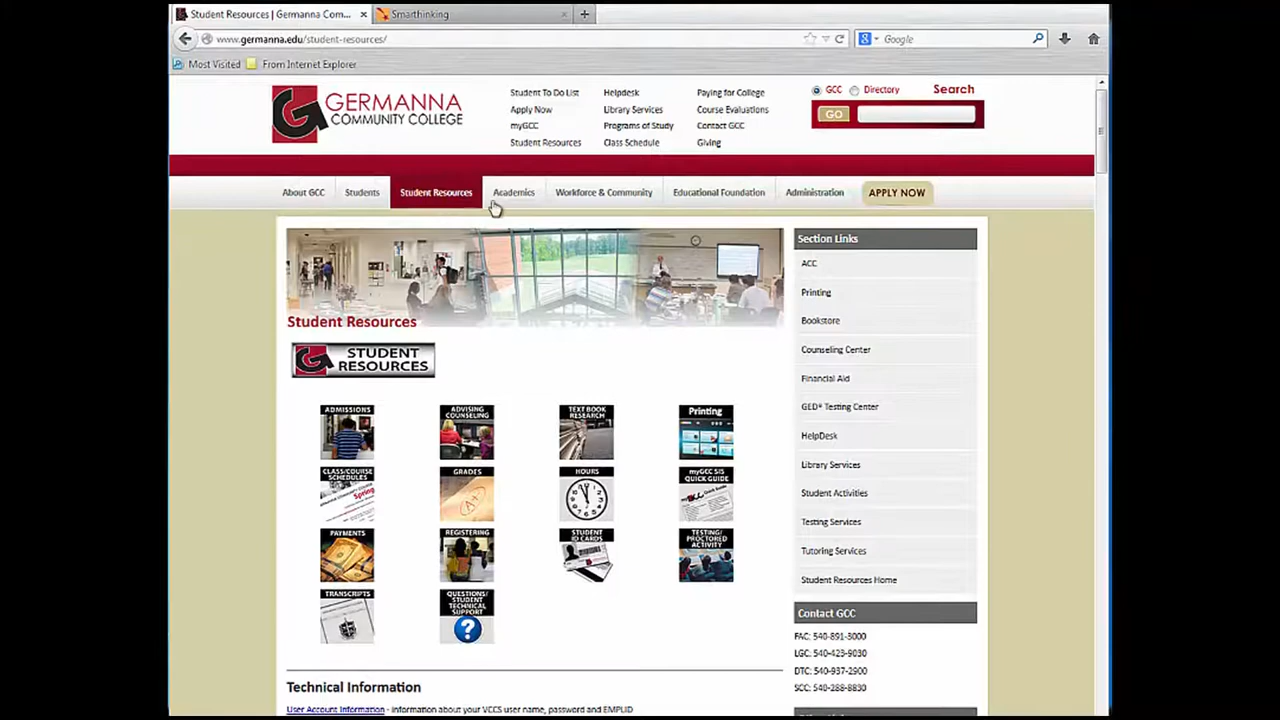 Student Resources | Germanna Com...
Smarthinking
www.germanna.edu/student-resources/
Google
Most Visited
From Internet Explorer
GERMANNA
COMMUNITY COLLEGE
Student To Do List
Helpdesk
Paying for College
Apply Now
Library Services
Course Evaluations
myGCC
Programs of Study
Contact GCC
Student Resources
Class Schedule
Giving
GCC
Directory
Search
GO
About GCC
Students
Student Resources
Academics
Workforce & Community
Educational Foundation
Administration
APPLY NOW
Student Resources
STUDENT
RESOURCES
ADMISSIONS
ADVISING
COUNSELING
TEXT BOOK
RESEARCH
Printing
CLASS/COURSE
SCHEDULES
Spring
GRADES
A+
HOURS
myGCC SIS
QUICK GUIDE
PAYMENTS
REGISTERING
STUDENT
ID CARDS
TESTING/
PROCTORED
ACTIVITY
TRANSCRIPTS
QUESTIONS/
STUDENT
TECHNICAL
SUPPORT
?
Technical Information
User Account Information - information about your VCCS user name, password and EMPLID
Section Links
ACC
Printing
Bookstore
Counseling Center
Financial Aid
GED® Testing Center
HelpDesk
Library Services
Student Activities
Testing Services
Tutoring Services
Student Resources Home
Contact GCC
FAC: 540-891-3000
LGC: 540-423-9030
DTC: 540-937-2900
SCC: 540-288-8830